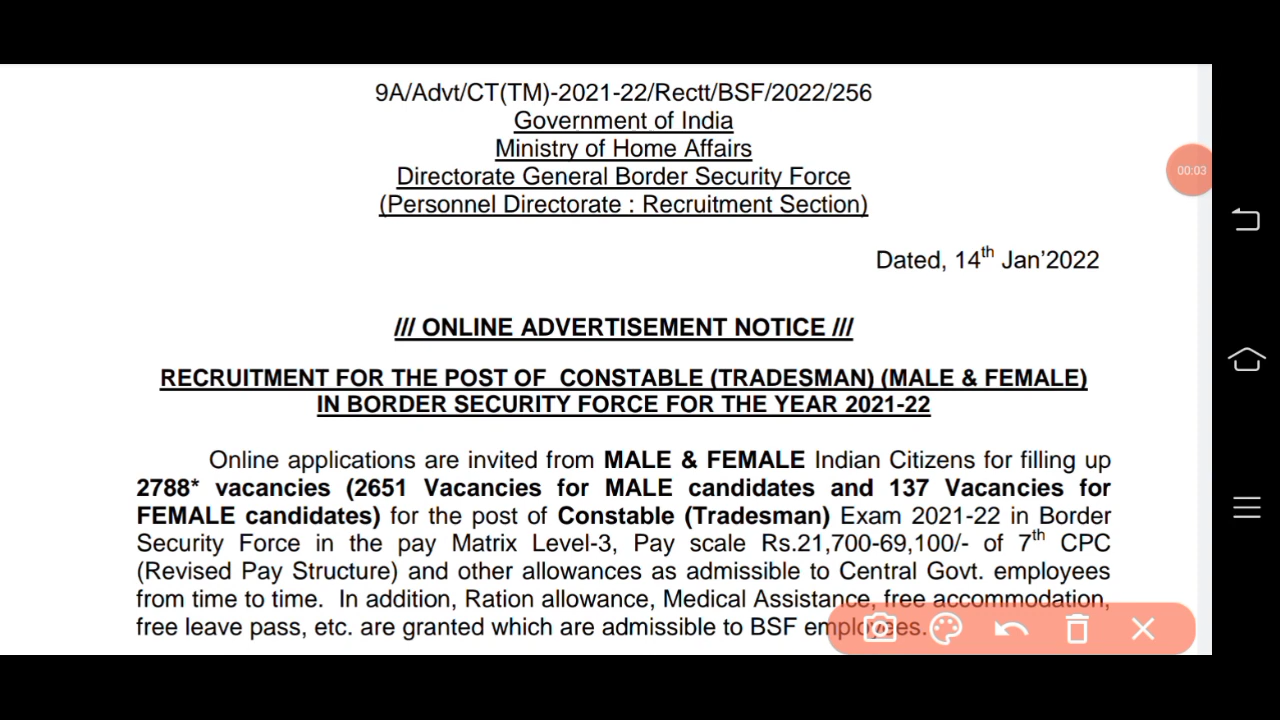 9A/Advt/CT(TM)-2021-22/Rectt/BSF/2022/256
Government of India
Ministry of Home Affairs
Directorate General Border Security Force
(Personnel Directorate : Recruitment Section)
00:03
Dated, 14th Jan’2022
/// ONLINE ADVERTISEMENT NOTICE ///
RECRUITMENT FOR THE POST OF CONSTABLE (TRADESMAN) (MALE & FEMALE)
IN BORDER SECURITY FORCE FOR THE YEAR 2021-22
Online applications are invited from MALE & FEMALE Indian Citizens for filling up
2788* vacancies (2651 Vacancies for MALE candidates and 137 Vacancies for
FEMALE candidates) for the post of Constable (Tradesman) Exam 2021-22 in Border
Security Force in the pay Matrix Level-3, Pay scale Rs.21,700-69,100/- of 7th CPC
(Revised Pay Structure) and other allowances as admissible to Central Govt. employees
from time to time. In addition, Ration allowance, Medical Assistance, free accommodation,
free leave pass, etc. are granted which are admissible to BSF employees.